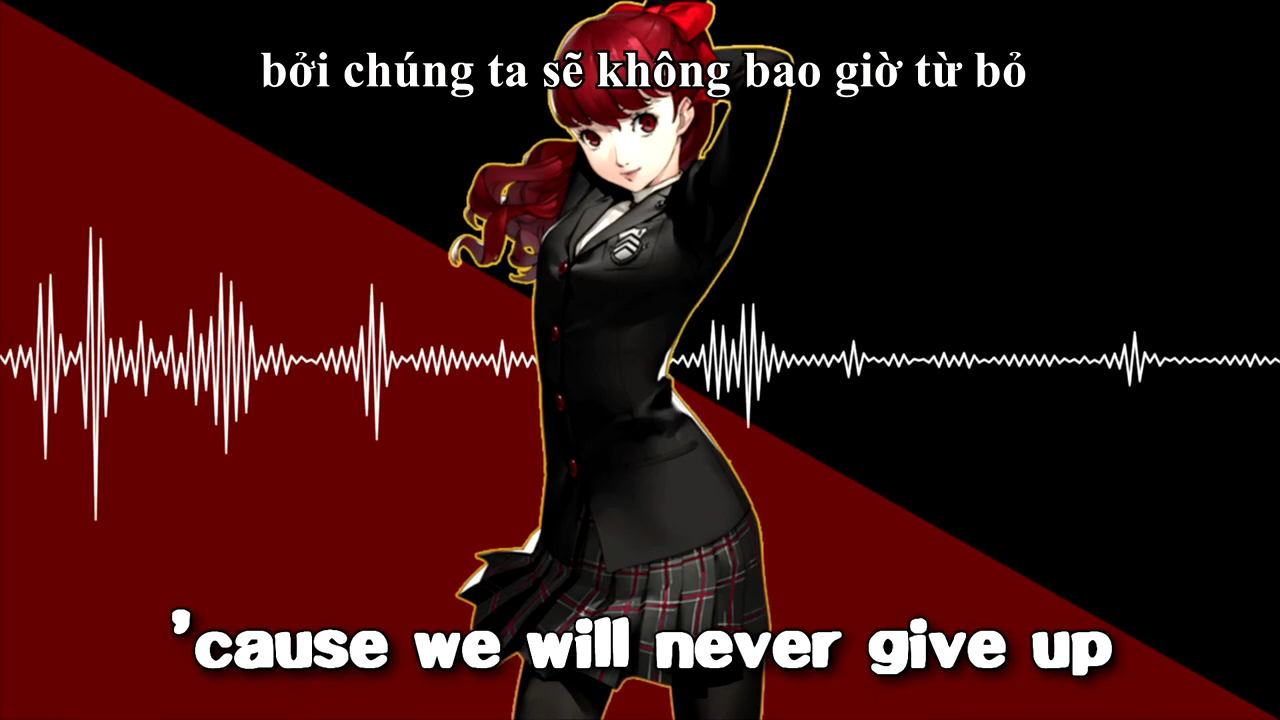 bởi chúng ta sẽ không bao giờ từ bỏ
’cause we will never give up